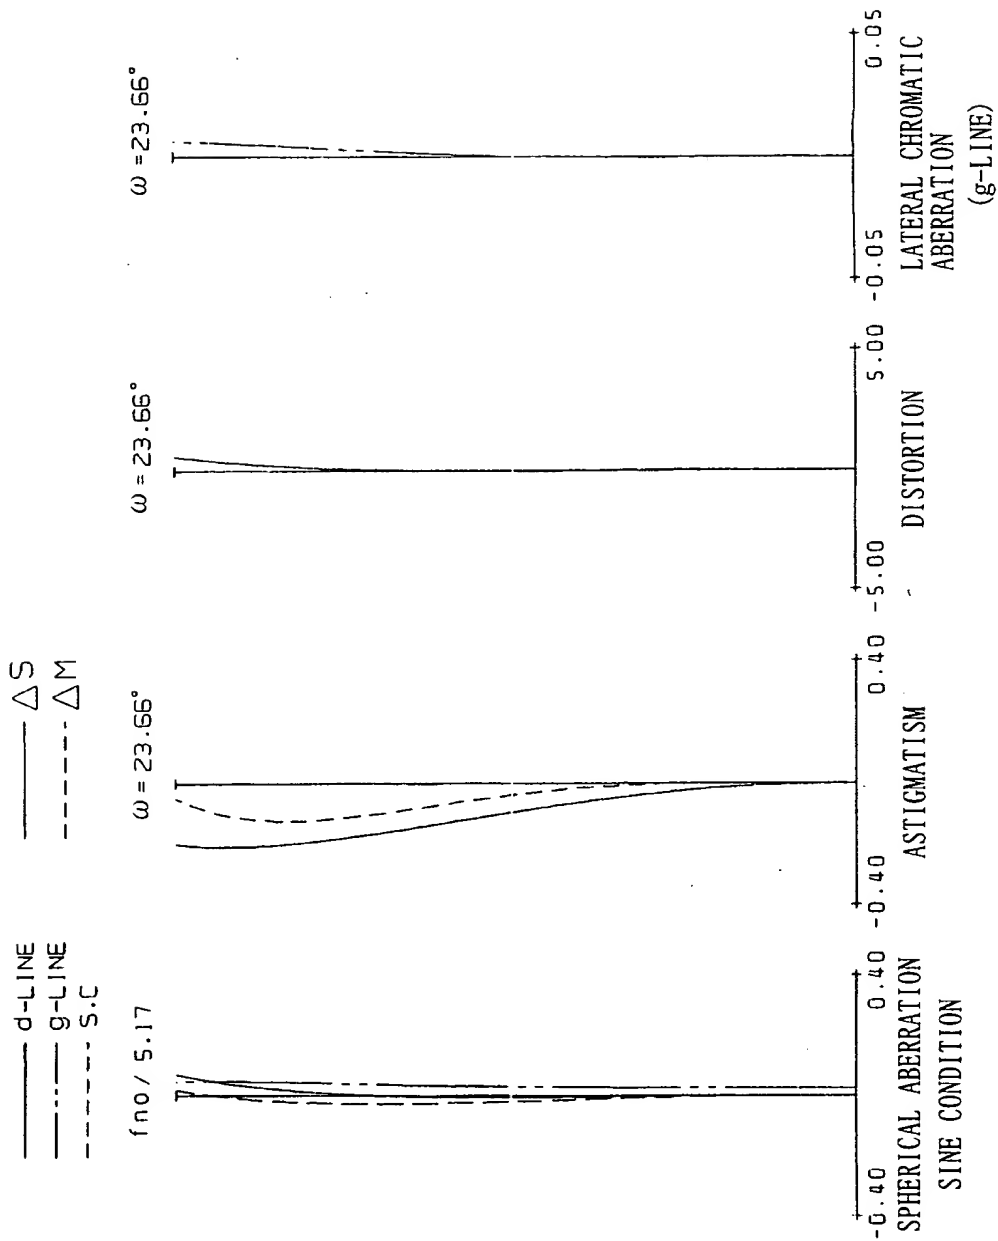 d-LINE
g-LINE
S.C
fno/5.17
-0.40
0.40
SPHERICAL ABERRATION
SINE CONDITION
ΔS
ΔM
ω=23.66°
-0.40
0.40
ASTIGMATISM
ω=23.66°
-5.00
5.00
DISTORTION
ω=23.66°
-0.05
0.05
LATERAL CHROMATIC
ABERRATION
(g-LINE)